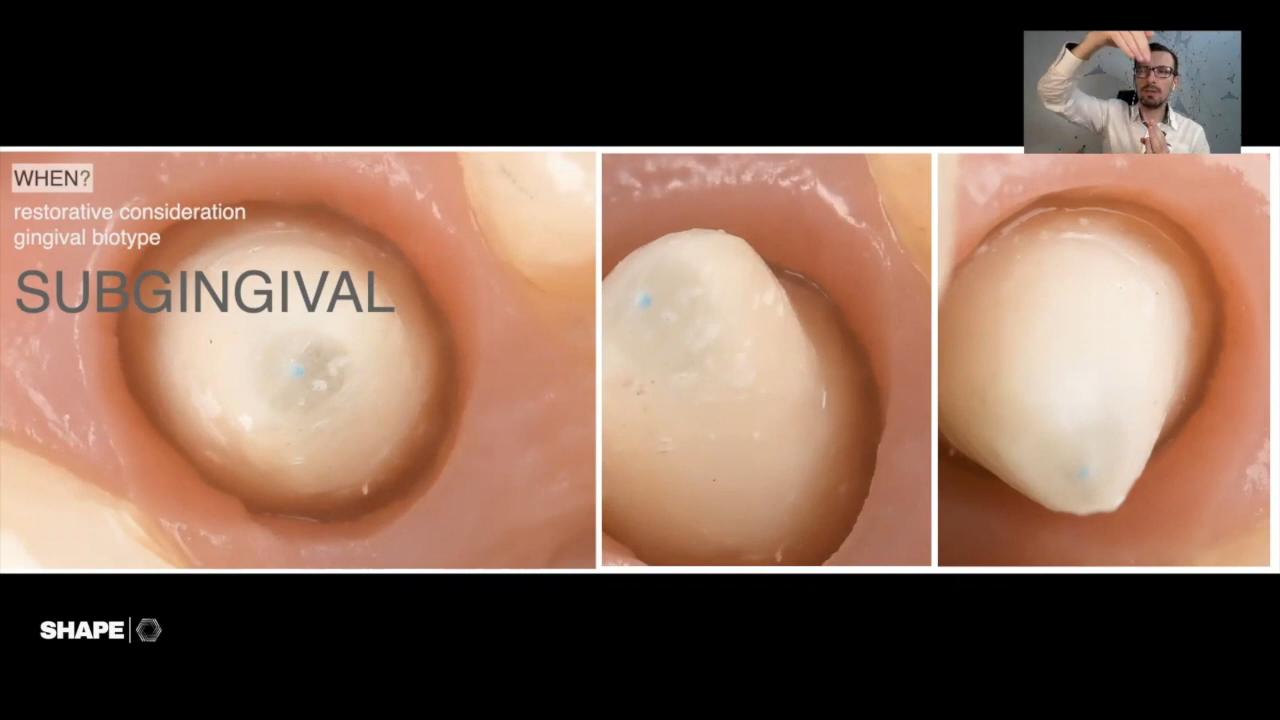 WHEN?
restorative consideration
gingival biotype
SUBGINGIVAL
SHAPE